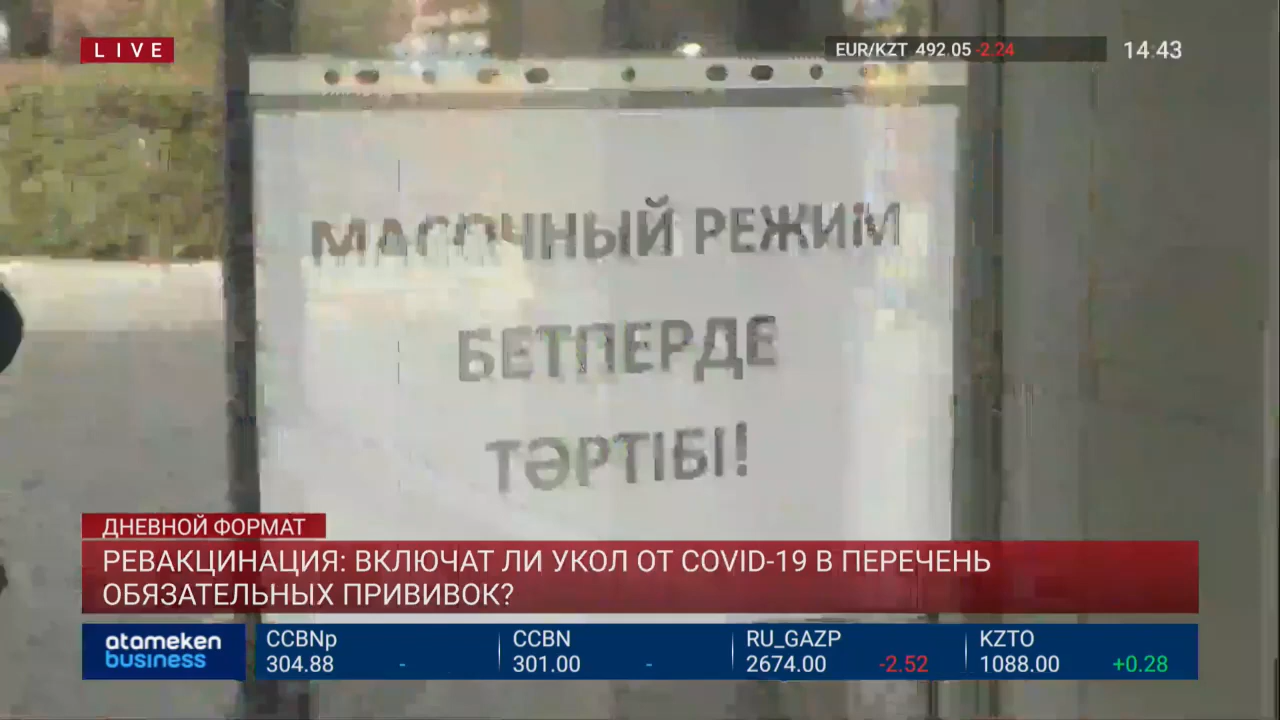 LIVE
EUR/KZT 492.05 -2.24
14:43
МАСОЧНЫЙ РЕЖИМ
БЕТПЕРДЕ
ТӘРТІБІ!
ДНЕВНОЙ ФОРМАТ
РЕВАКЦИНАЦИЯ: ВКЛЮЧАТ ЛИ УКОЛ ОТ COVID-19 В ПЕРЕЧЕНЬ
ОБЯЗАТЕЛЬНЫХ ПРИВИВОК?
atameken
business
CCBNp
304.88 -
CCBN
301.00 -
RU_GAZP
2674.00 -2.52
KZTO
1088.00 +0.28